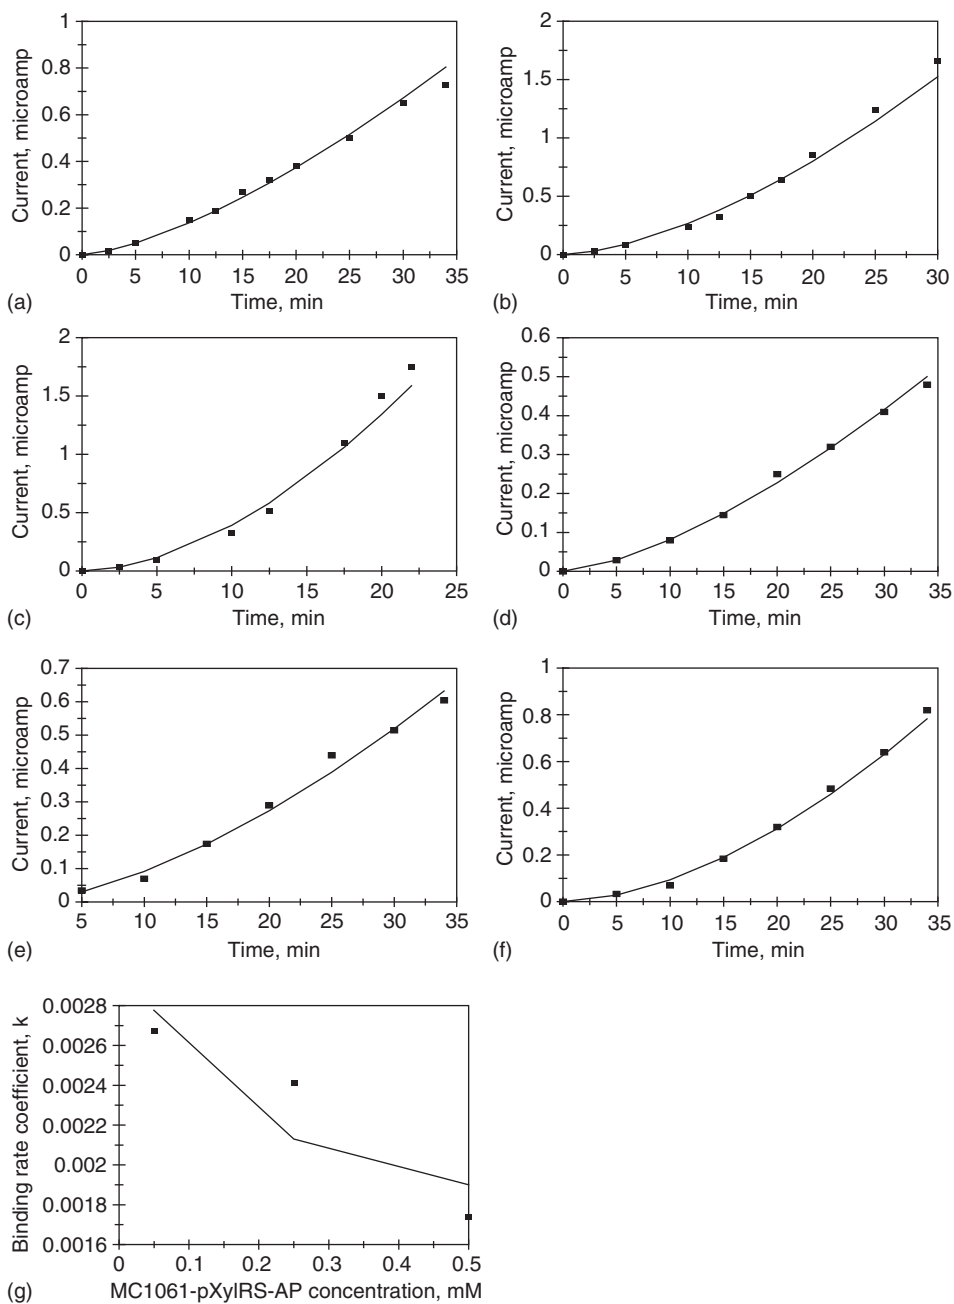 1
0.8
0.6
0.4
0.2
0
Current, microamp
0 5 10 15 20 25 30 35
Time, min
(a)
2
1.5
1
0.5
0
Current, microamp
0 5 10 15 20 25 30
Time, min
(b)
2
1.5
1
0.5
0
Current, microamp
0 5 10 15 20 25
Time, min
(c)
0.6
0.5
0.4
0.3
0.2
0.1
0
Current, microamp
0 5 10 15 20 25 30 35
Time, min
(d)
0.7
0.6
0.5
0.4
0.3
0.2
0.1
0
Current, microamp
5 10 15 20 25 30 35
Time, min
(e)
1
0.8
0.6
0.4
0.2
0
Current, microamp
0 5 10 15 20 25 30 35
Time, min
(f)
0.0028
0.0026
0.0024
0.0022
0.002
0.0018
0.0016
Binding rate coefficient, k
0 0.1 0.2 0.3 0.4 0.5
MC1061-pXylRS-AP concentration, mM
(g)